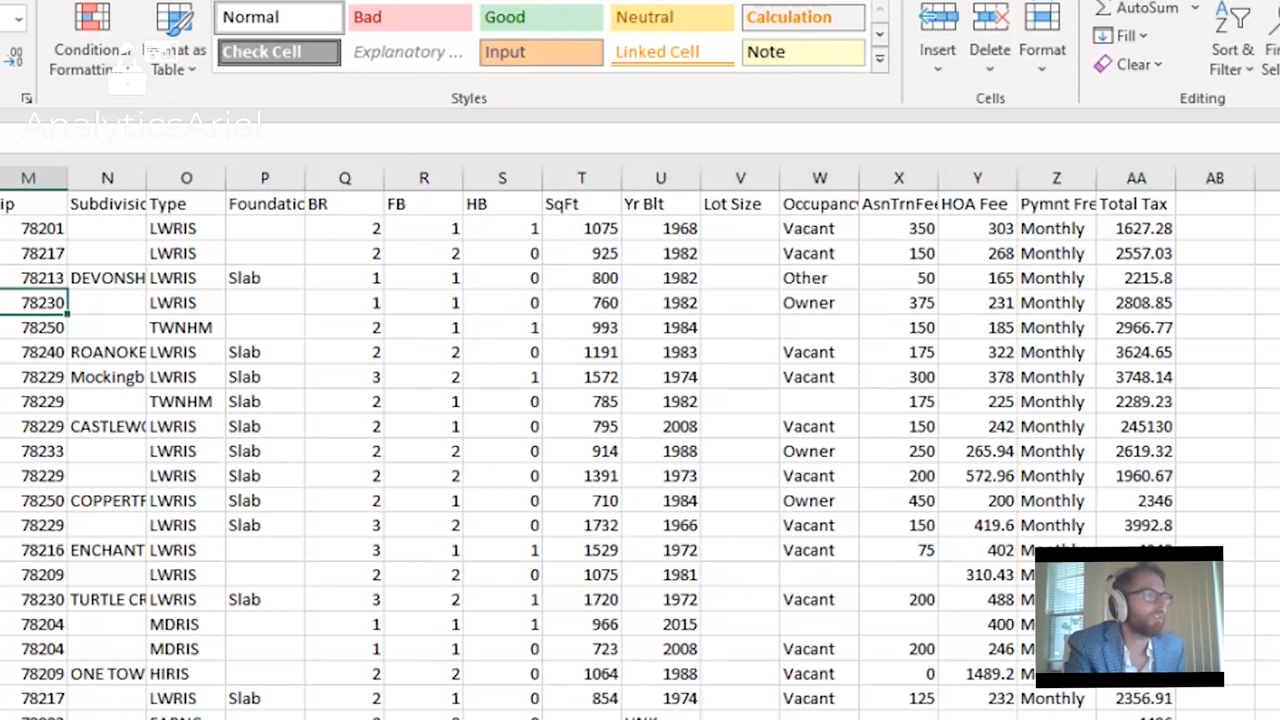 Normal Bad Good Neutral Calculation
Check Cell Explanatory ... Input Linked Cell Note
Formatting Format as Table
Insert Delete Format
AutoSum
Fill
Clear
Sort & Filter
Styles Cells Editing
AnalyticsAriel
M N O P Q R S T U V W X Y Z AA AB
ip Subdivisio Type Foundatio BR FB HB SqFt Yr Blt Lot Size Occupanc AsnTrnFee HOA Fee Pymnt Fre Total Tax
78201 LWRIS 2 1 1 1075 1968 Vacant 350 303 Monthly 1627.28
78217 LWRIS 2 2 0 925 1982 Vacant 150 268 Monthly 2557.03
78213 DEVONSH LWRIS Slab 1 1 0 800 1982 Other 50 165 Monthly 2215.8
78230 LWRIS 1 1 0 760 1982 Owner 375 231 Monthly 2808.85
78250 TWNHM 2 1 1 993 1984 150 185 Monthly 2966.77
78240 ROANOKE LWRIS Slab 2 2 0 1191 1983 Vacant 175 322 Monthly 3624.65
78229 Mockingb LWRIS Slab 3 2 1 1572 1974 Vacant 300 378 Monthly 3748.14
78229 TWNHM Slab 2 1 0 785 1982 175 225 Monthly 2289.23
78229 CASTLEWO LWRIS Slab 2 1 0 795 2008 Vacant 150 242 Monthly 245130
78233 LWRIS Slab 2 2 0 914 1988 Owner 250 265.94 Monthly 2619.32
78229 LWRIS Slab 2 2 0 1391 1973 Vacant 200 572.96 Monthly 1960.67
78250 COPPERTF LWRIS Slab 2 1 0 710 1984 Owner 450 200 Monthly 2346
78229 LWRIS Slab 3 2 0 1732 1966 Vacant 150 419.6 Monthly 3992.8
78216 ENCHANT LWRIS 3 1 1 1529 1972 Vacant 75 402
78209 LWRIS 2 2 0 1075 1981 310.43
78230 TURTLE CR LWRIS Slab 3 2 1 1720 1972 Vacant 200 488
78204 MDRIS 1 1 1 966 2015 400
78204 MDRIS 1 1 0 723 2008 Vacant 200 246
78209 ONE TOW HIRIS 2 2 0 1064 1988 Vacant 0 1489.2
78217 LWRIS Slab 2 1 0 854 1974 Vacant 125 232 Monthly 2356.91